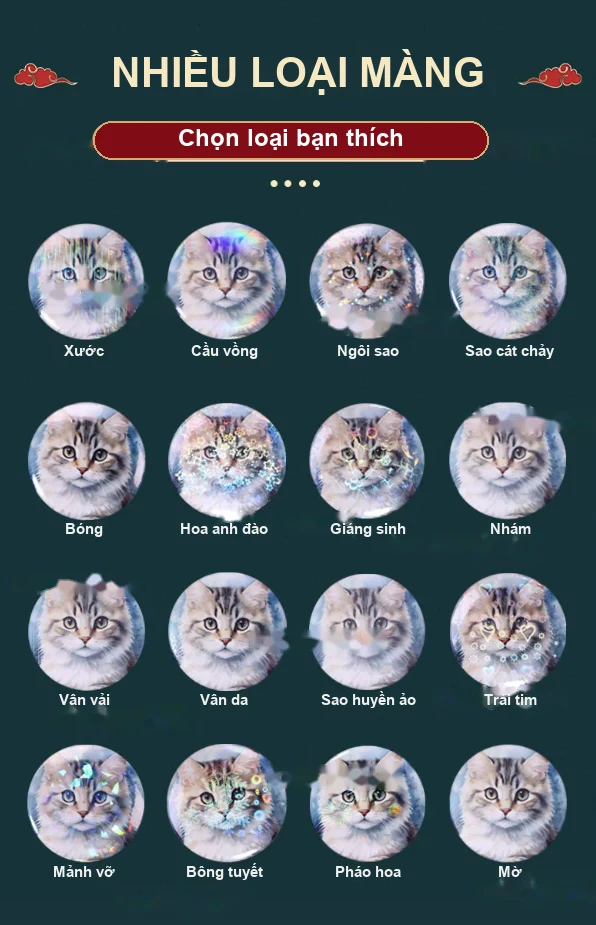 NHIỀU LOẠI MÀNG
Chọn loại bạn thích
Xước
Cầu vồng
Ngôi sao
Sao cát chảy
Bóng
Hoa anh đào
Giáng sinh
Nhám
Vân vải
Vân da
Sao huyền ảo
Trái tim
Mảnh vỡ
Bông tuyết
Pháo hoa
Mờ